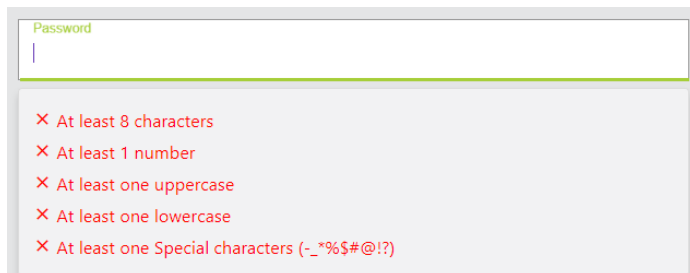 Password
× At least 8 characters
× At least 1 number
× At least one uppercase
× At least one lowercase
× At least one Special characters (-_*%$#@!?)